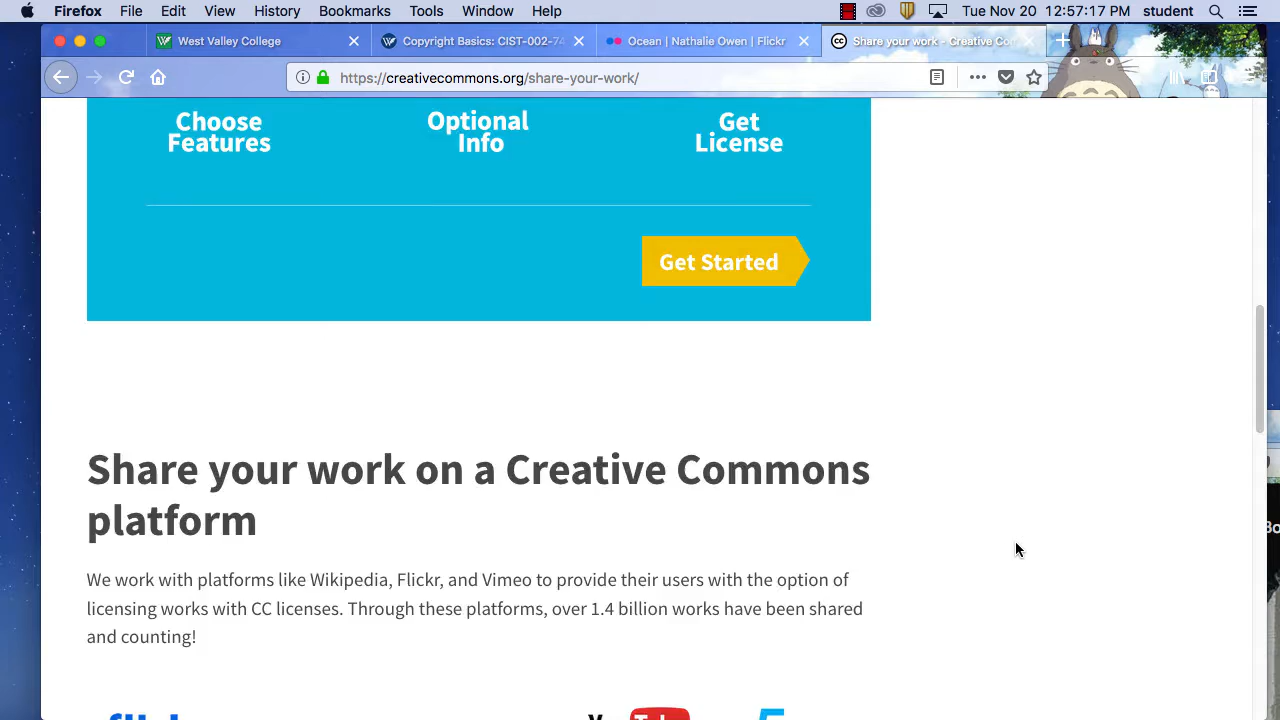 Firefox File Edit View History Bookmarks Tools Window Help Tue Nov 20 12:57:17 PM student
West Valley College Copyright Basics: CIST-002-74 Ocean | Nathalie Owen | Flickr Share your work - Creative Com
https://creativecommons.org/share-your-work/
Choose Features
Optional Info
Get License
Get Started
Share your work on a Creative Commons
platform
We work with platforms like Wikipedia, Flickr, and Vimeo to provide their users with the option of
licensing works with CC licenses. Through these platforms, over 1.4 billion works have been shared
and counting!